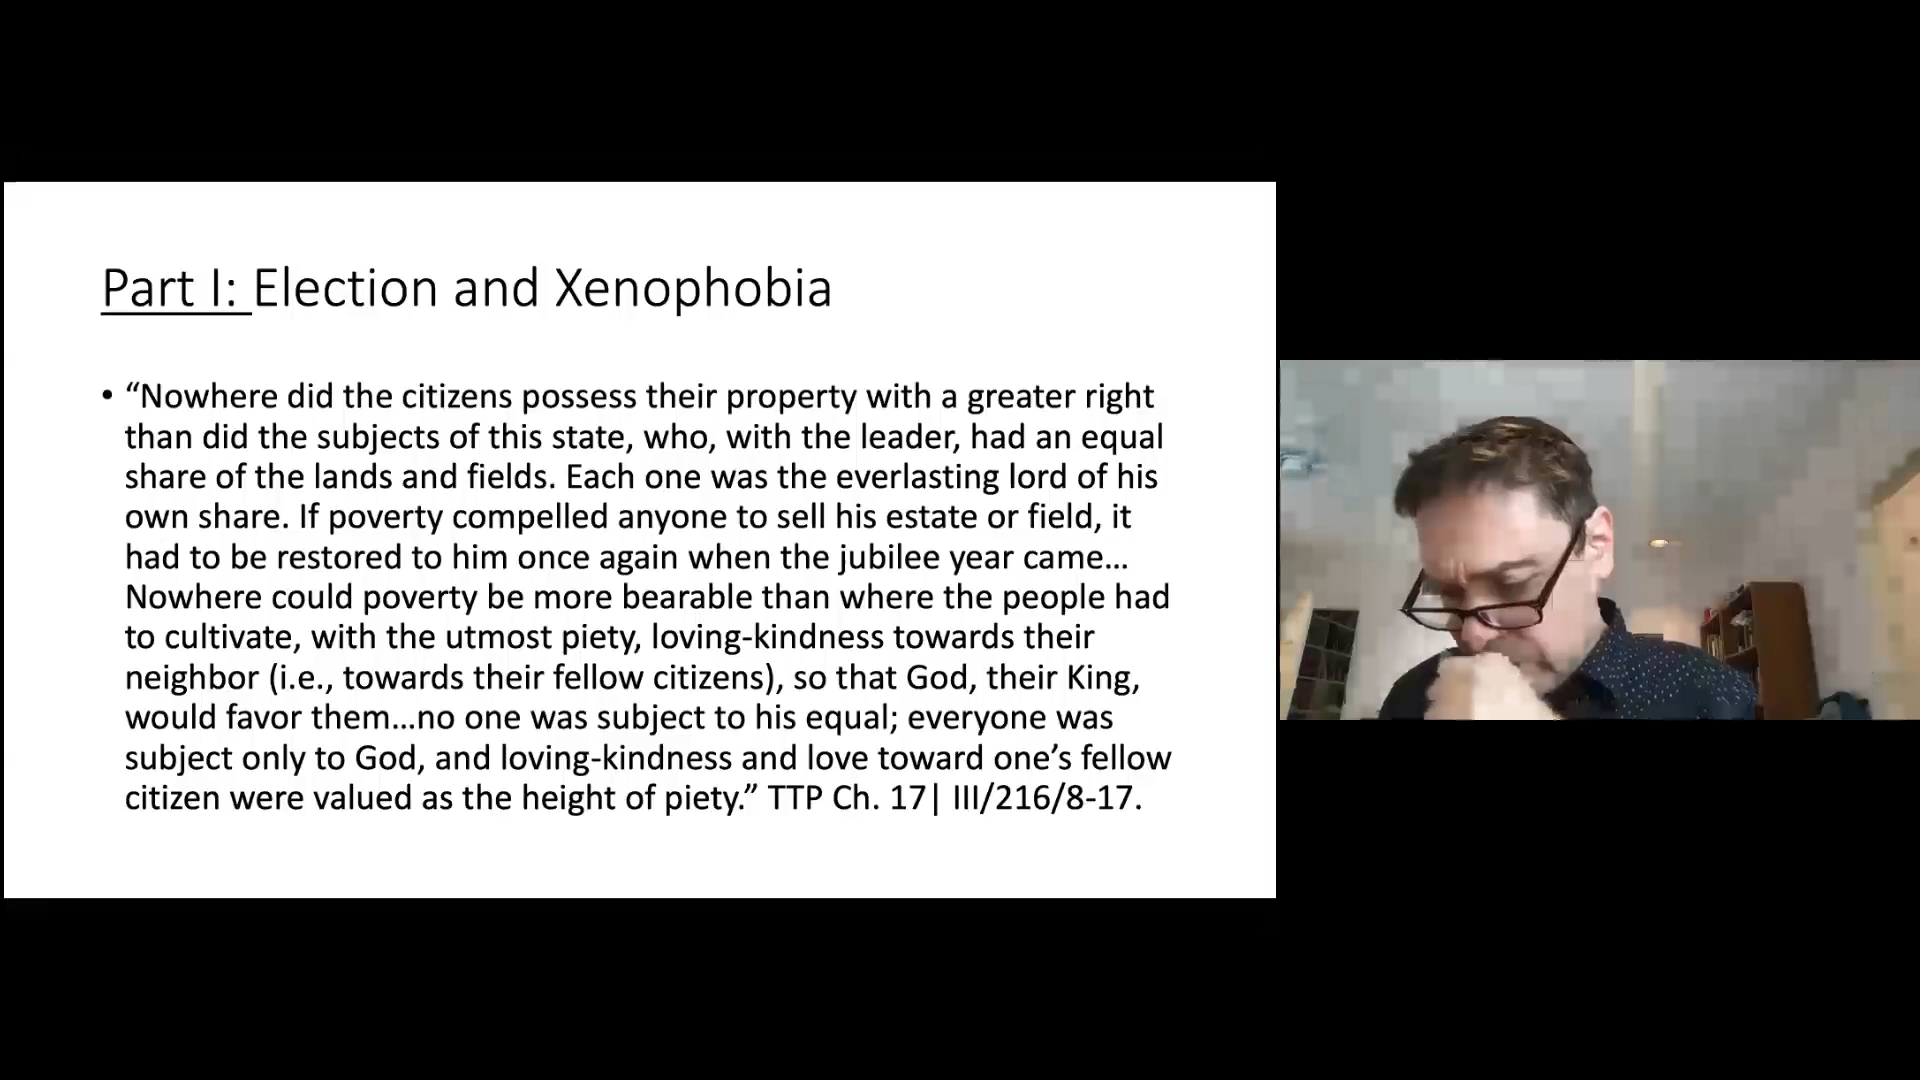 Part I: Election and Xenophobia
• “Nowhere did the citizens possess their property with a greater right
than did the subjects of this state, who, with the leader, had an equal
share of the lands and fields. Each one was the everlasting lord of his
own share. If poverty compelled anyone to sell his estate or field, it
had to be restored to him once again when the jubilee year came…
Nowhere could poverty be more bearable than where the people had
to cultivate, with the utmost piety, loving-kindness towards their
neighbor (i.e., towards their fellow citizens), so that God, their King,
would favor them…no one was subject to his equal; everyone was
subject only to God, and loving-kindness and love toward one’s fellow
citizen were valued as the height of piety.” TTP Ch. 17| III/216/8-17.